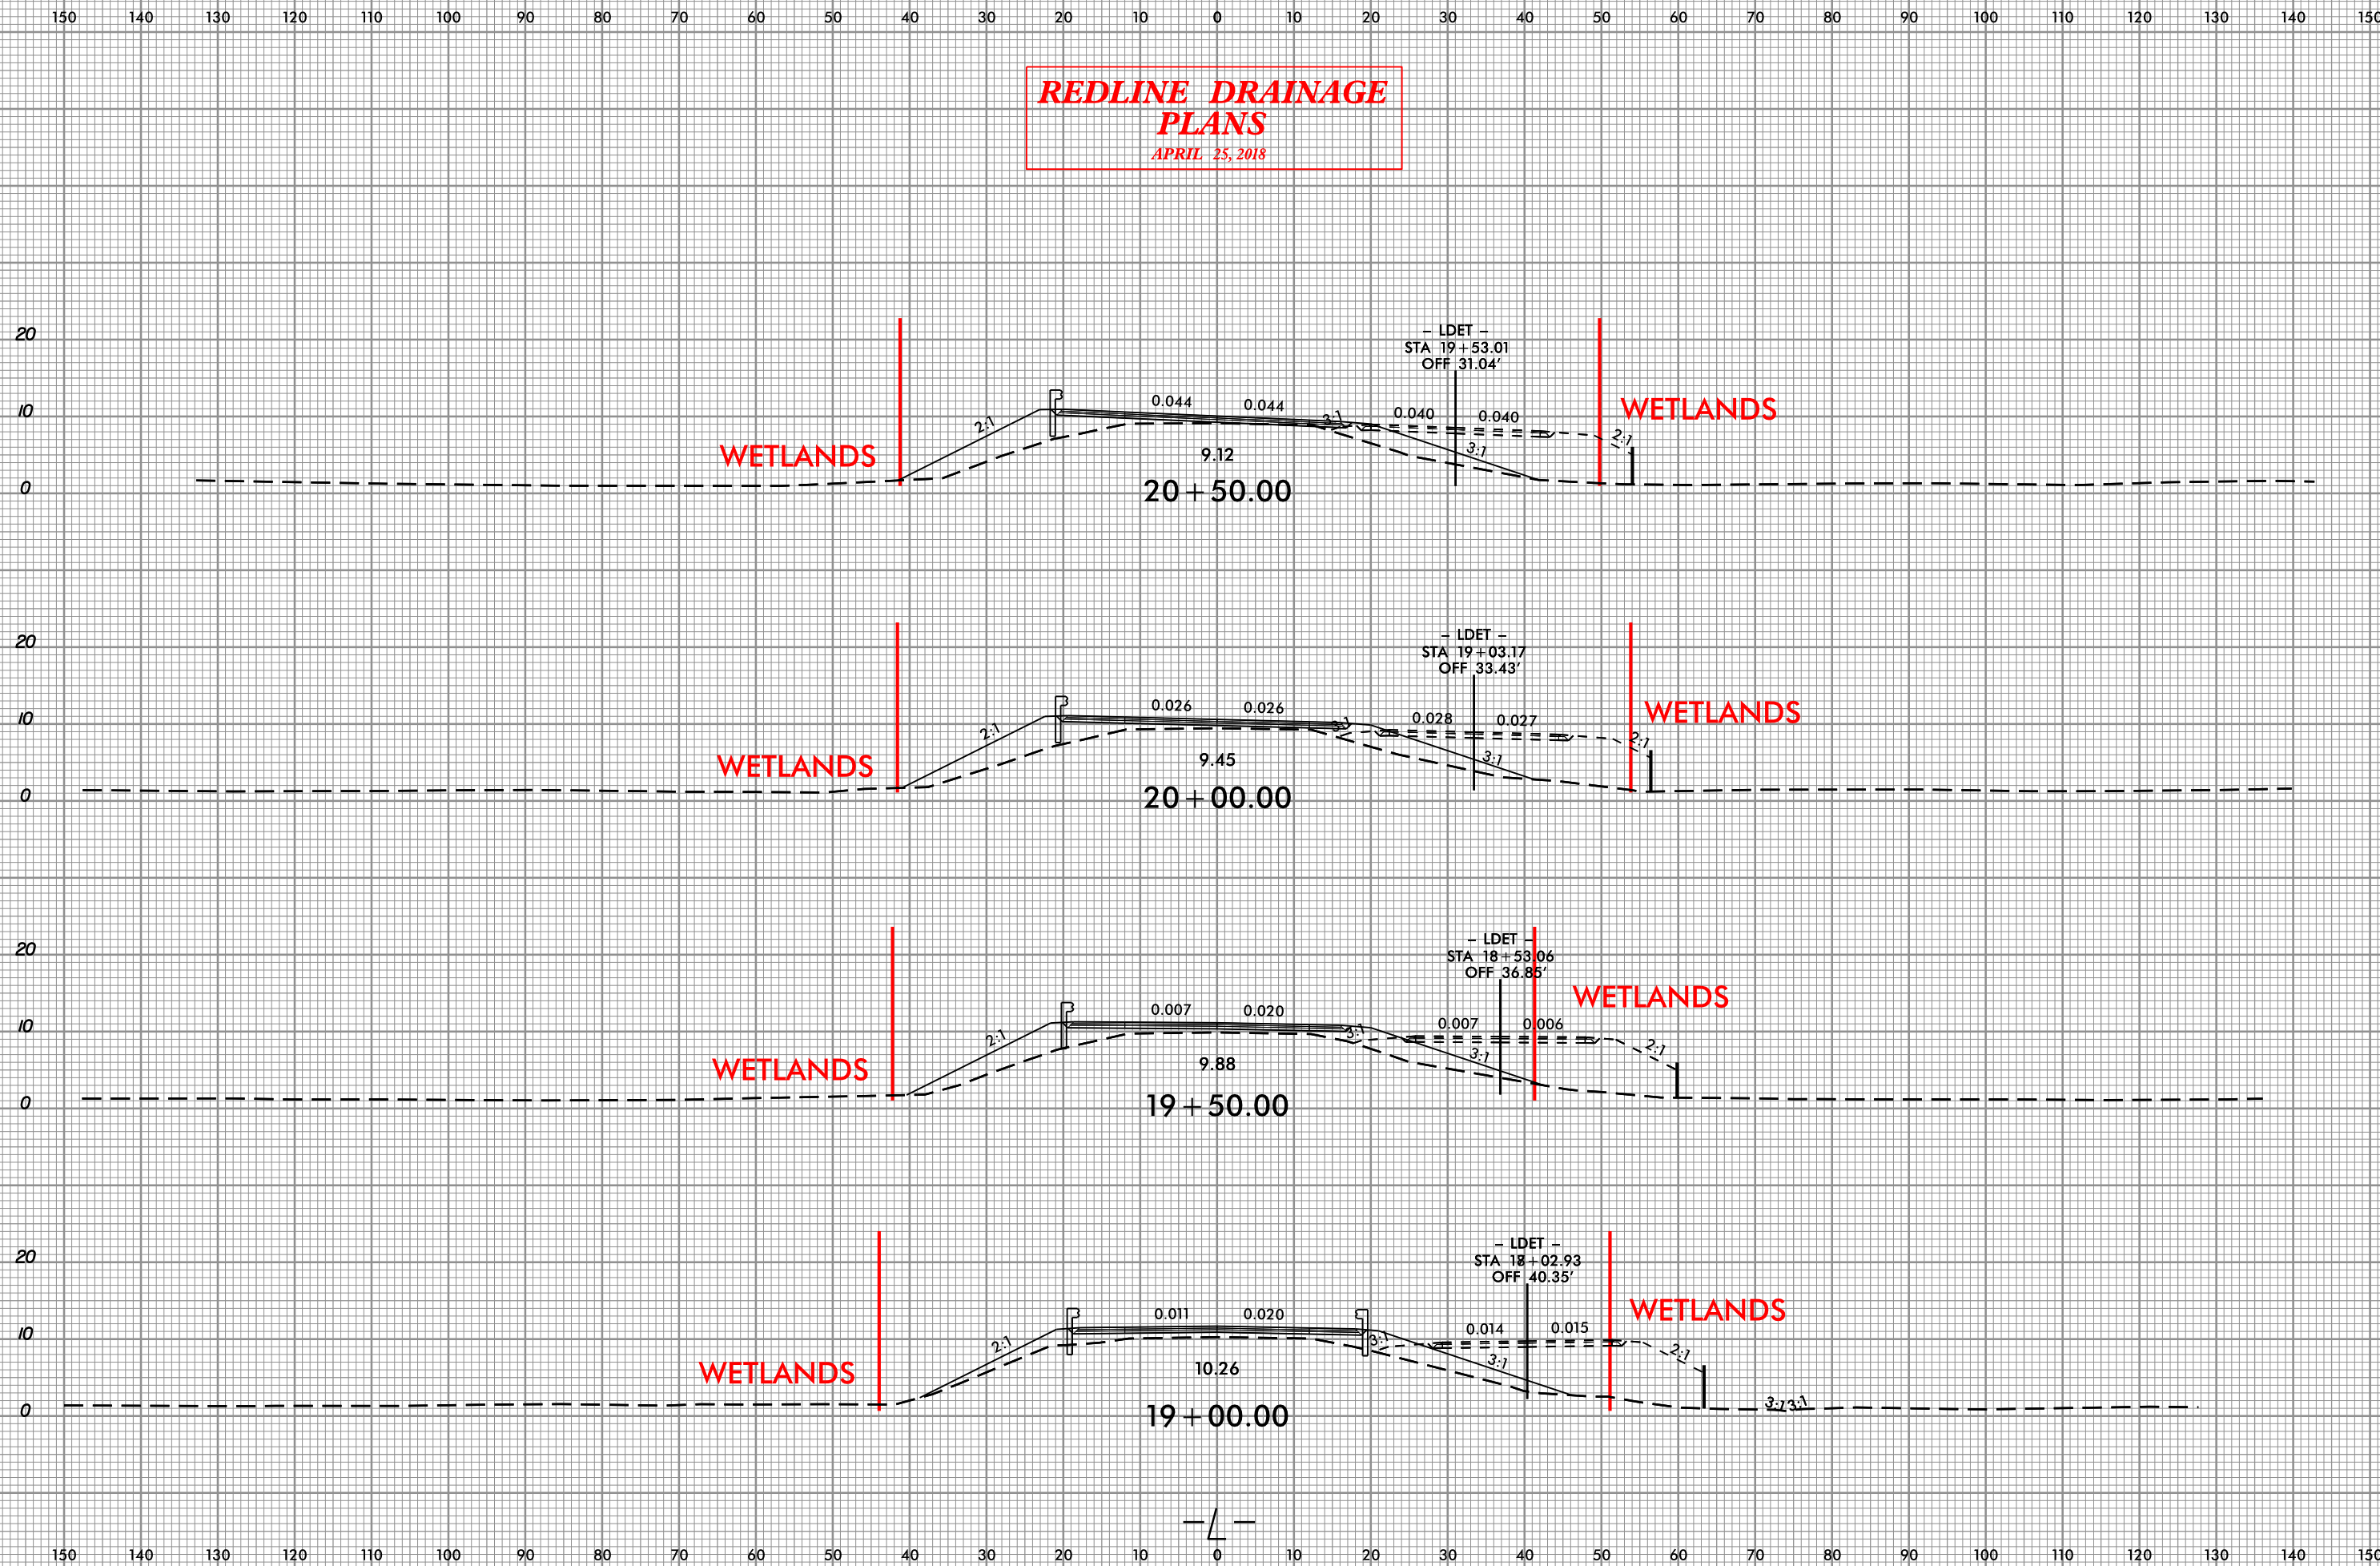 150 140 130 120 110 100 90 80 70 60 50 40 30 20 10 0 10 20 30 40 50 60 70 80 90 100 110 120 130 140 150
REDLINE DRAINAGE
PLANS
APRIL 25, 2018
20
- LDET -
STA 19+53.01
OFF 31.04'
10
2:1
0.044 0.044
3:1
0.040 0.040
2:1
WETLANDS
WETLANDS
3:1
9.12
0
20+50.00
20
- LDET -
STA 19+03.17
OFF 33.43'
10
2:1
0.026 0.026
3:1
0.028 0.027
2:1
WETLANDS
WETLANDS
3:1
9.45
0
20+00.00
20
- LDET -
STA 18+53.06
OFF 36.85'
WETLANDS
10
2:1
0.007 0.020
3:1
0.007 0.006
2:1
WETLANDS
3:1
9.88
0
19+50.00
20
- LDET -
STA 18+02.93
OFF 40.35'
WETLANDS
10
2:1
0.011 0.020
3:1
0.014 0.015
2:1
WETLANDS
3:1
10.26
3:1 3:1
0
19+00.00
-L-
150 140 130 120 110 100 90 80 70 60 50 40 30 20 10 0 10 20 30 40 50 60 70 80 90 100 110 120 130 140 150